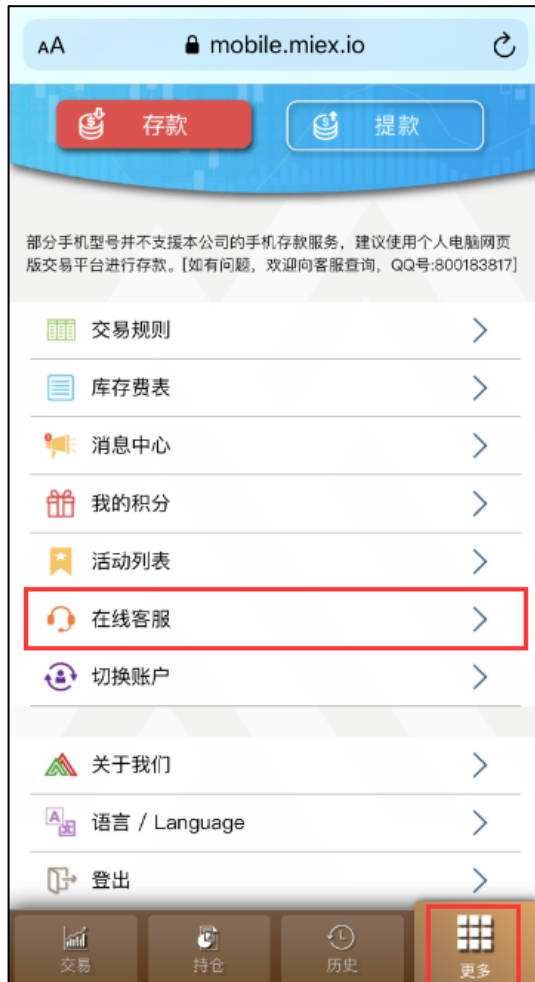 AA mobile.miex.io
存款 提款
部分手机型号并不支援本公司的手机存款服务，建议使用个人电脑网页
版交易平台进行存款。[如有问题，欢迎向客服查询，QQ号:800183817]
交易规则
库存费表
消息中心
我的积分
活动列表
在线客服
切换账户
关于我们
语言 / Language
登出
交易 持仓 历史 更多